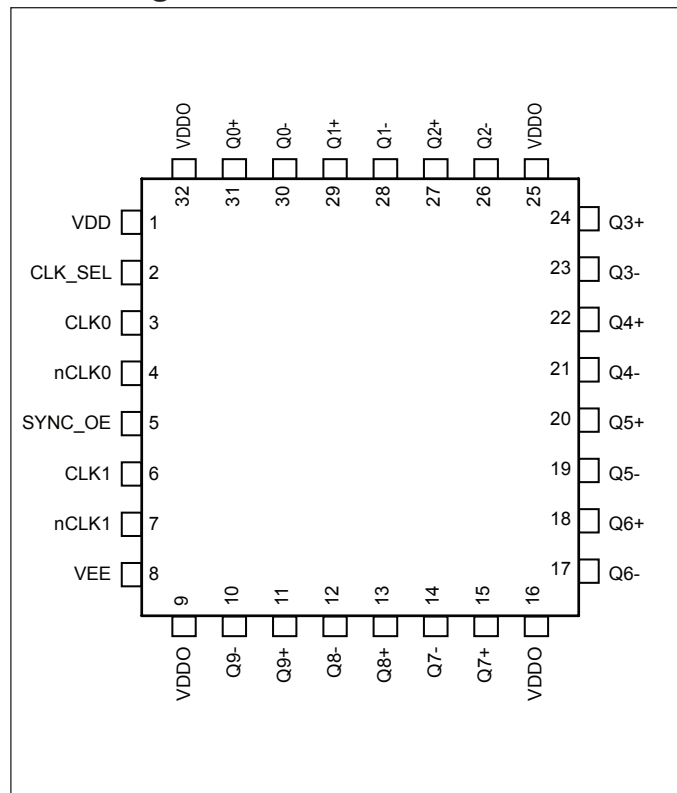 VDDO Q0+ Q0- Q1+ Q1- Q2+ Q2- VDDO
32 31 30 29 28 27 26 25
VDD 1 24 Q3+
CLK_SEL 2 23 Q3-
CLK0 3 22 Q4+
nCLK0 4 21 Q4-
SYNC_OE 5 20 Q5+
CLK1 6 19 Q5-
nCLK1 7 18 Q6+
VEE 8 17 Q6-
9 10 11 12 13 14 15 16
VDDO Q9- Q9+ Q8- Q8+ Q7- Q7+ VDDO